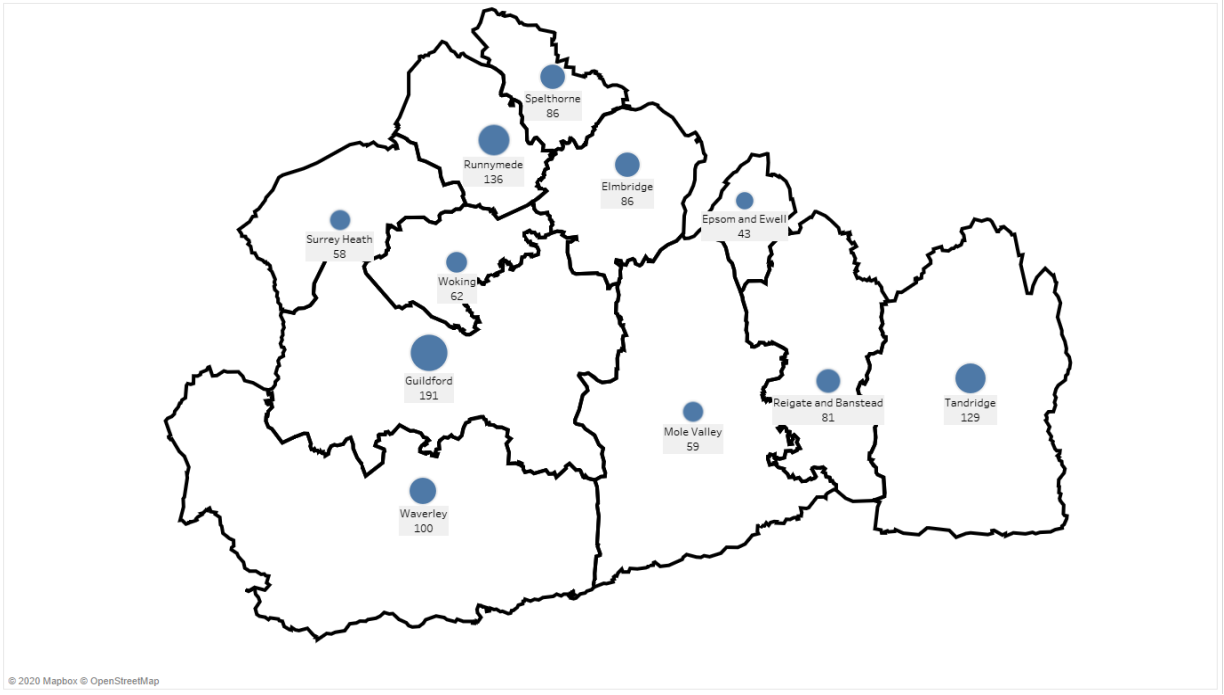 Spelthorne
86
Runnymede
136
Elmbridge
86
Epsom and Ewell
43
Surrey Heath
58
Woking
62
Guildford
191
Reigate and Banstead
81
Tandridge
129
Mole Valley
59
Waverley
100
© 2020 Mapbox © OpenStreetMap